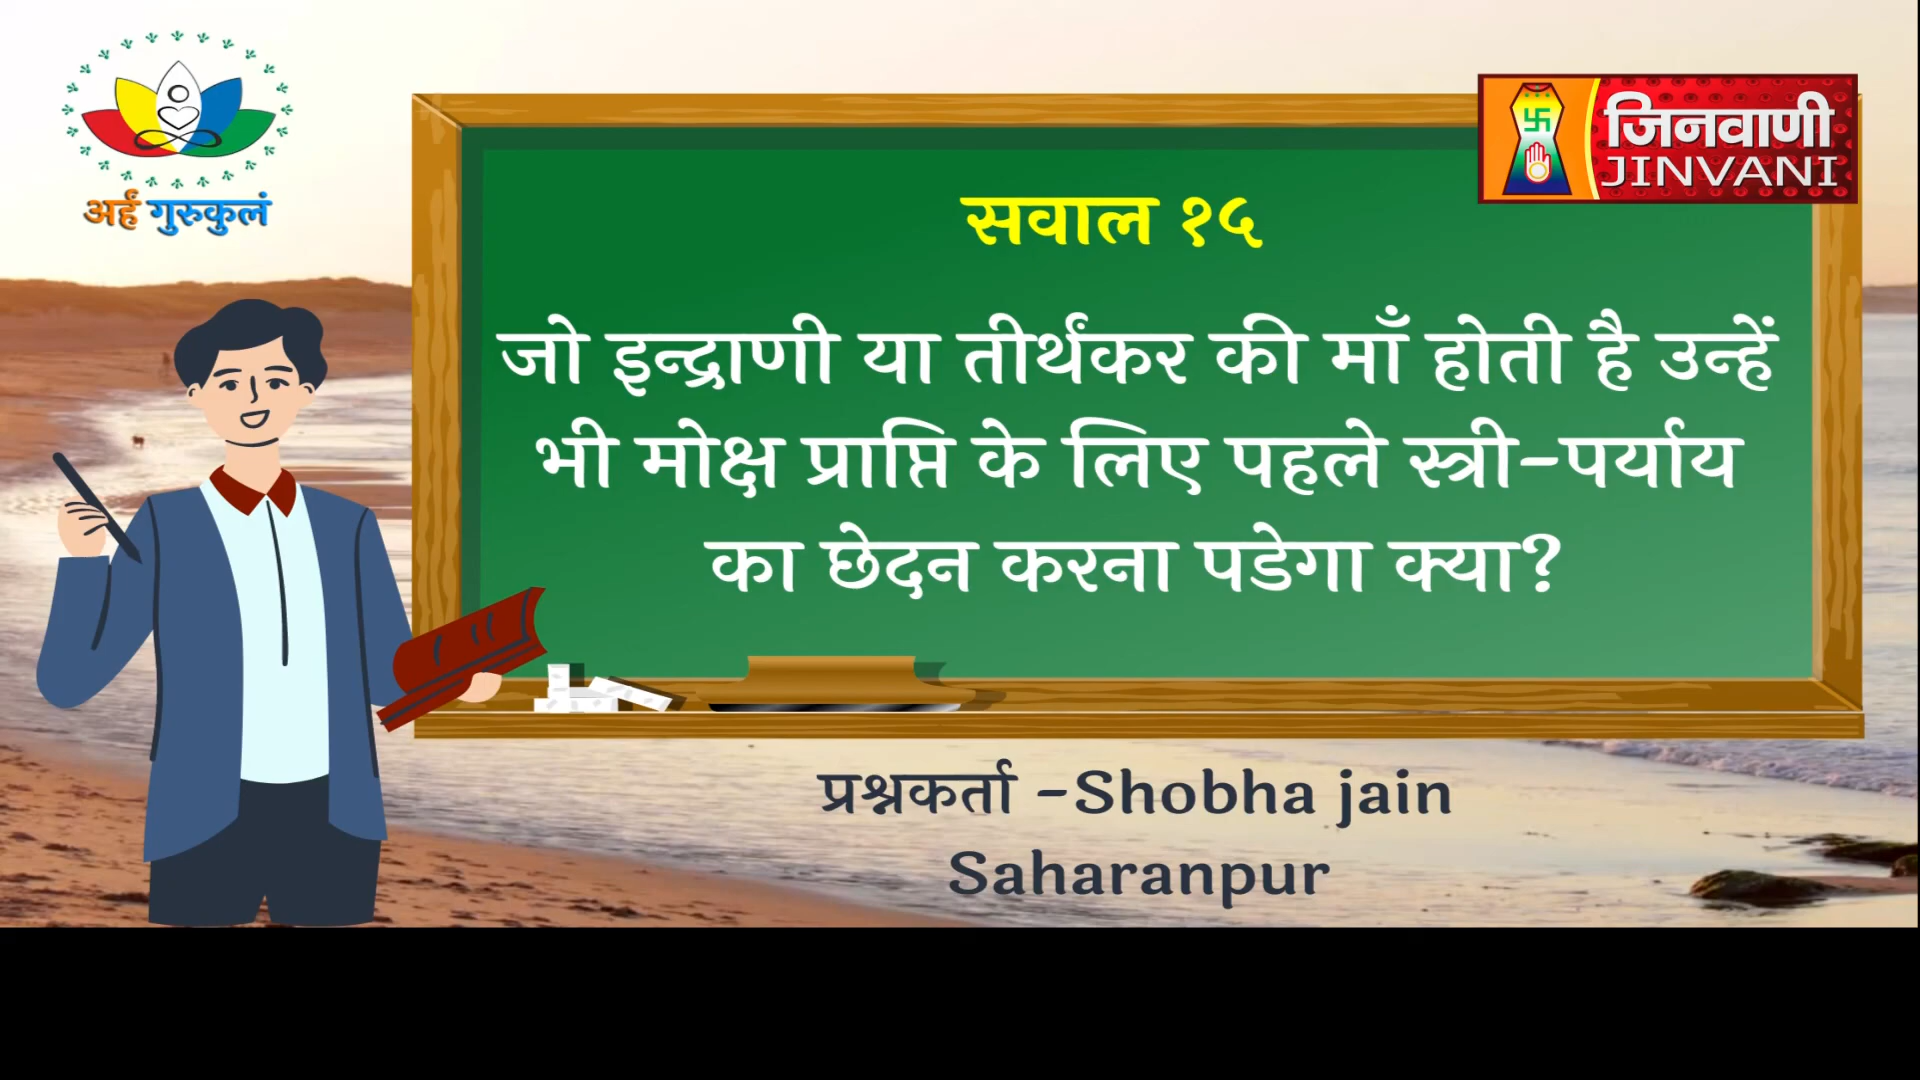 अर्हं गुरुकुलं
जिनवाणी
JINVANI
सवाल १५
जो इन्द्राणी या तीर्थंकर की माँ होती है उन्हें
भी मोक्ष प्राप्ति के लिए पहले स्त्री-पर्याय
का छेदन करना पडेगा क्या?
प्रश्नकर्ता -Shobha jain
Saharanpur